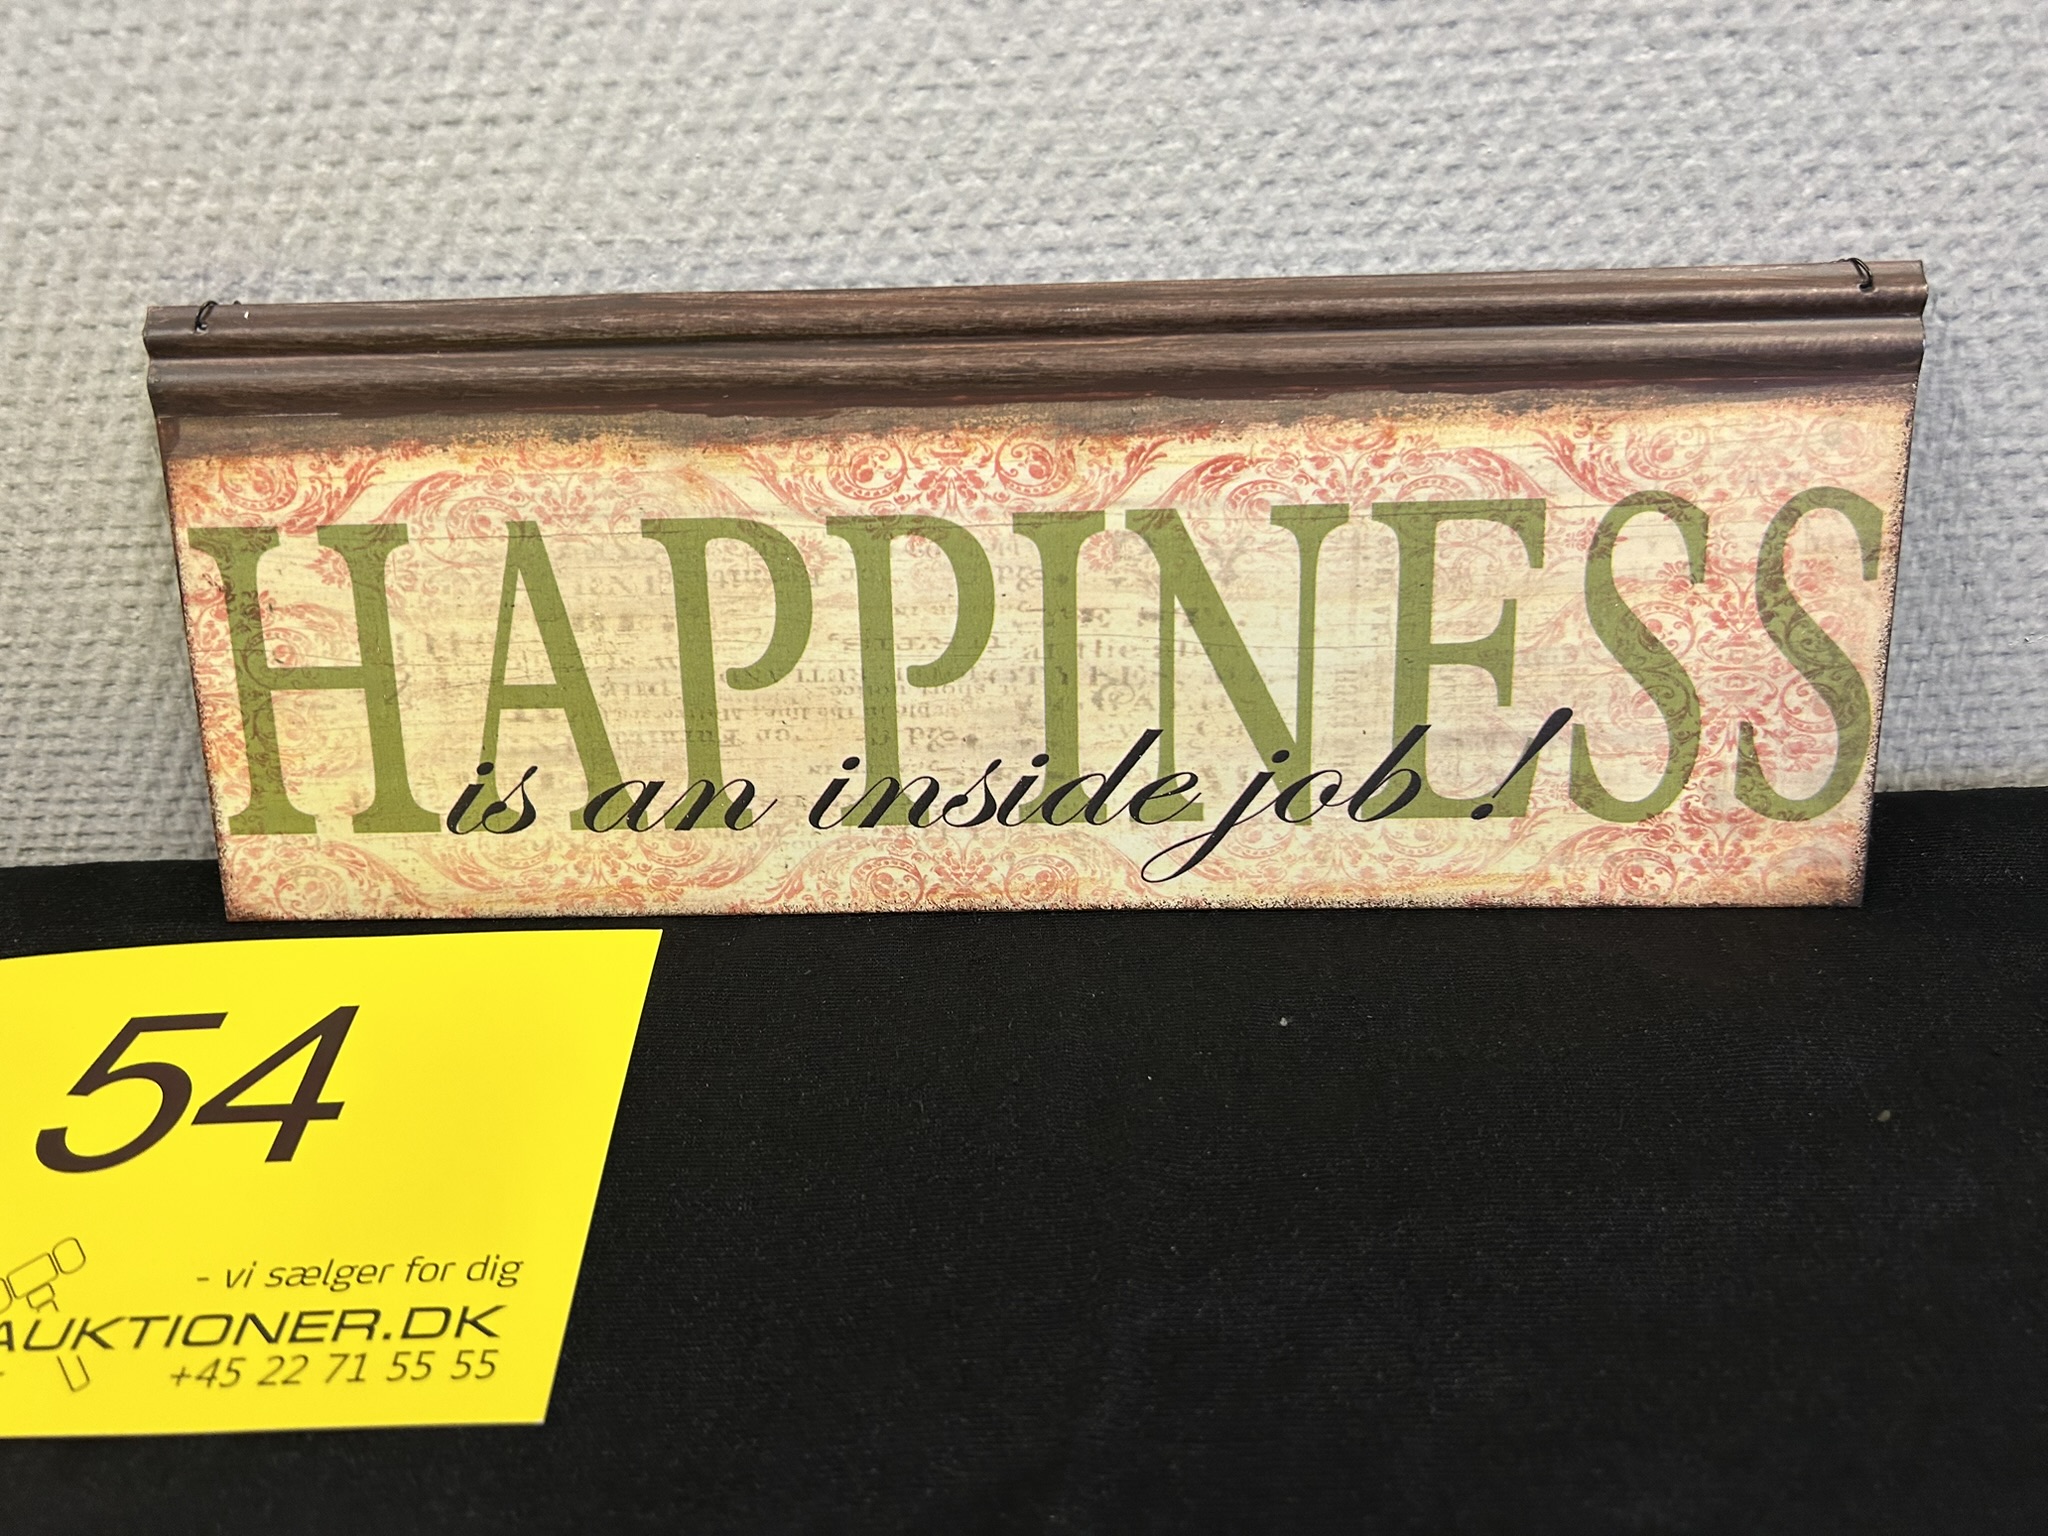 HAPPINESS
is an inside job!
54
- vi sælger for dig
AUKTIONER.DK
+45 22 71 55 55